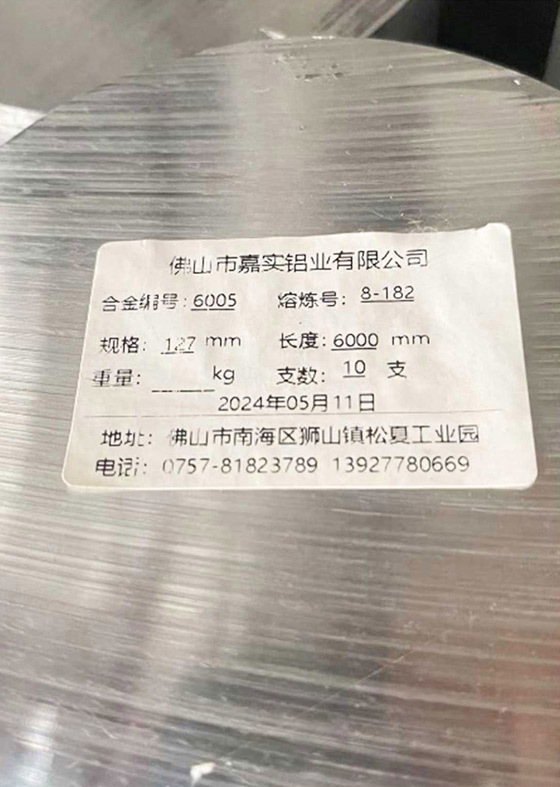 佛山市嘉实铝业有限公司
合金编号: 6005 熔炼号: 8-182
规格: 127 mm 长度: 6000 mm
重量: ______ kg 支数: 10 支
2024年05月11日
地址: 佛山市南海区狮山镇松夏工业园
电话: 0757-81823789 13927780669